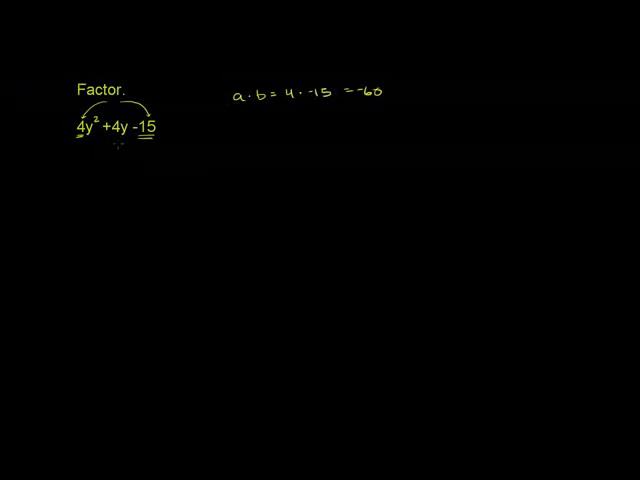 Factor.
a · b = 4 · -15 = -60
4y² +4y -15